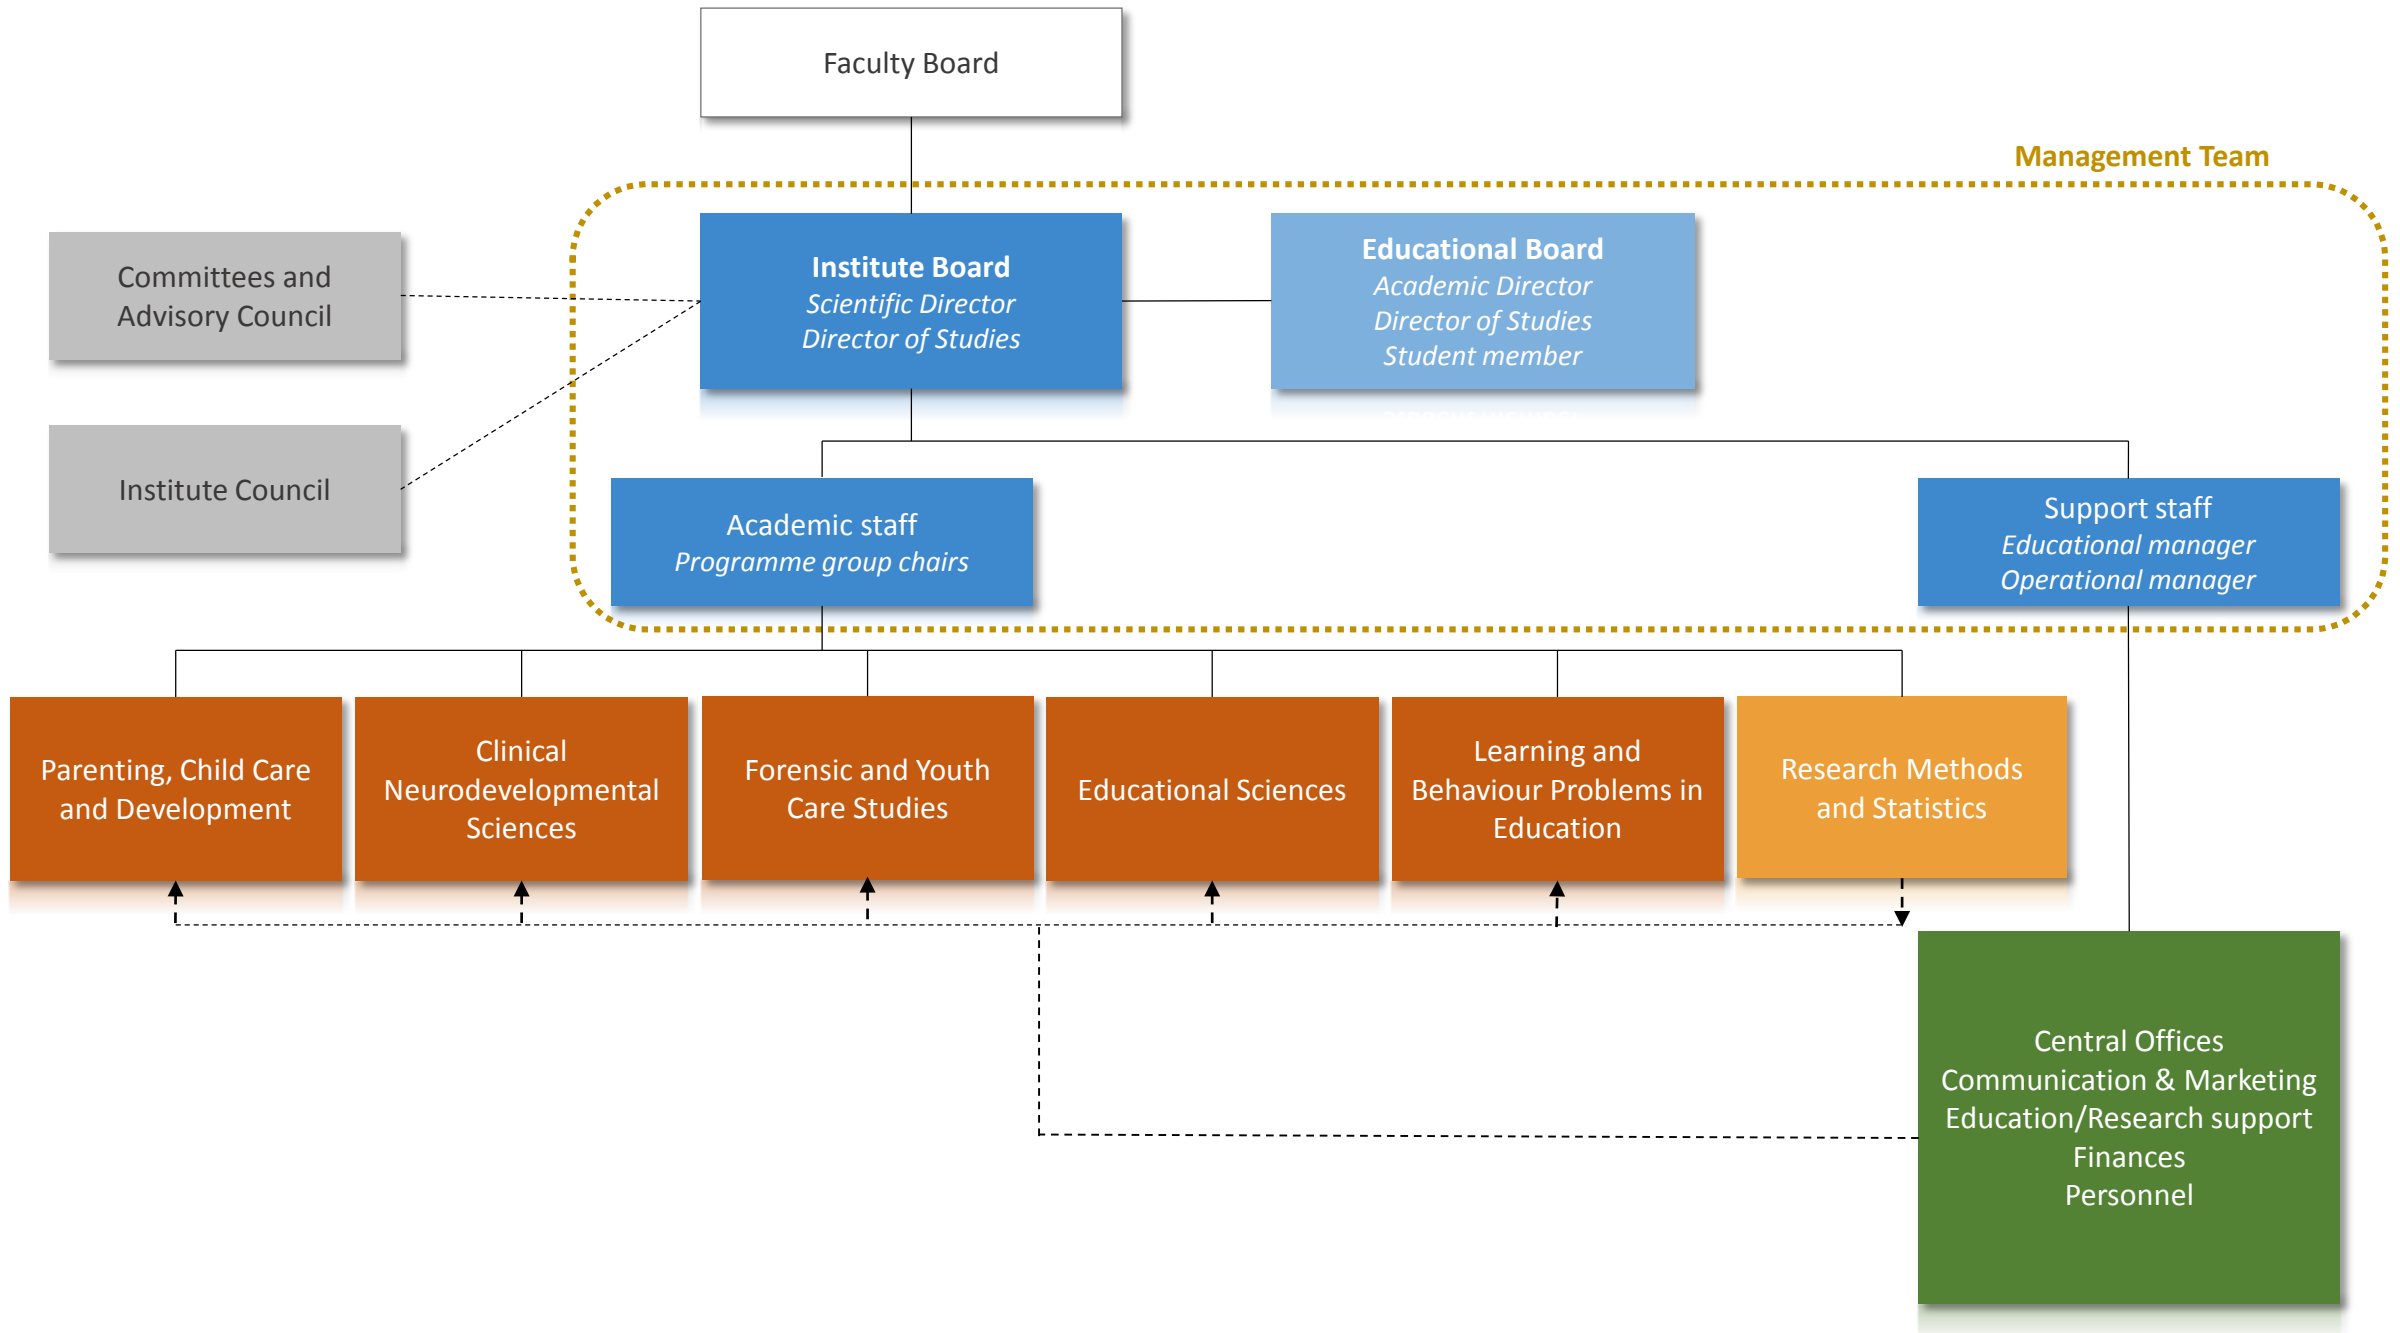 Faculty Board
Management Team
Committees and
Advisory Council
Institute Board
Scientific Director
Director of Studies
Educational Board
Academic Director
Director of Studies
Student member
Institute Council
Academic staff
Programme group chairs
Support staff
Educational manager
Operational manager
Parenting, Child Care
and Development
Clinical
Neurodevelopmental
Sciences
Forensic and Youth
Care Studies
Educational Sciences
Learning and
Behaviour Problems in
Education
Research Methods
and Statistics
Central Offices
Communication & Marketing
Education/Research support
Finances
Personnel